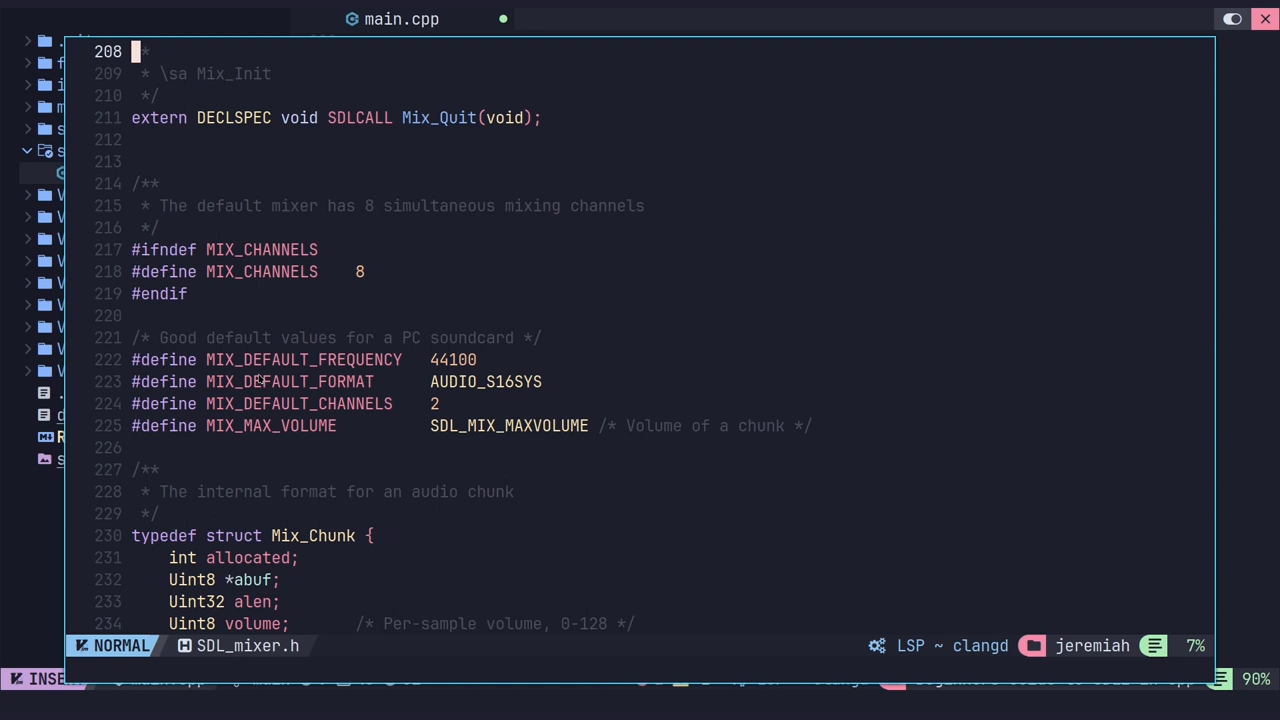 main.cpp
208 *
209 * \sa Mix_Init
210 */
211 extern DECLSPEC void SDLCALL Mix_Quit(void);
212
213
214 /**
215 * The default mixer has 8 simultaneous mixing channels
216 */
217 #ifndef MIX_CHANNELS
218 #define MIX_CHANNELS    8
219 #endif
220
221 /* Good default values for a PC soundcard */
222 #define MIX_DEFAULT_FREQUENCY   44100
223 #define MIX_DEFAULT_FORMAT      AUDIO_S16SYS
224 #define MIX_DEFAULT_CHANNELS    2
225 #define MIX_MAX_VOLUME          SDL_MIX_MAXVOLUME /* Volume of a chunk */
226
227 /**
228 * The internal format for an audio chunk
229 */
230 typedef struct Mix_Chunk {
231     int allocated;
232     Uint8 *abuf;
233     Uint32 alen;
234     Uint8 volume;       /* Per-sample volume, 0-128 */
NORMAL SDL_mixer.h LSP ~ clangd jeremiah 7%
90%